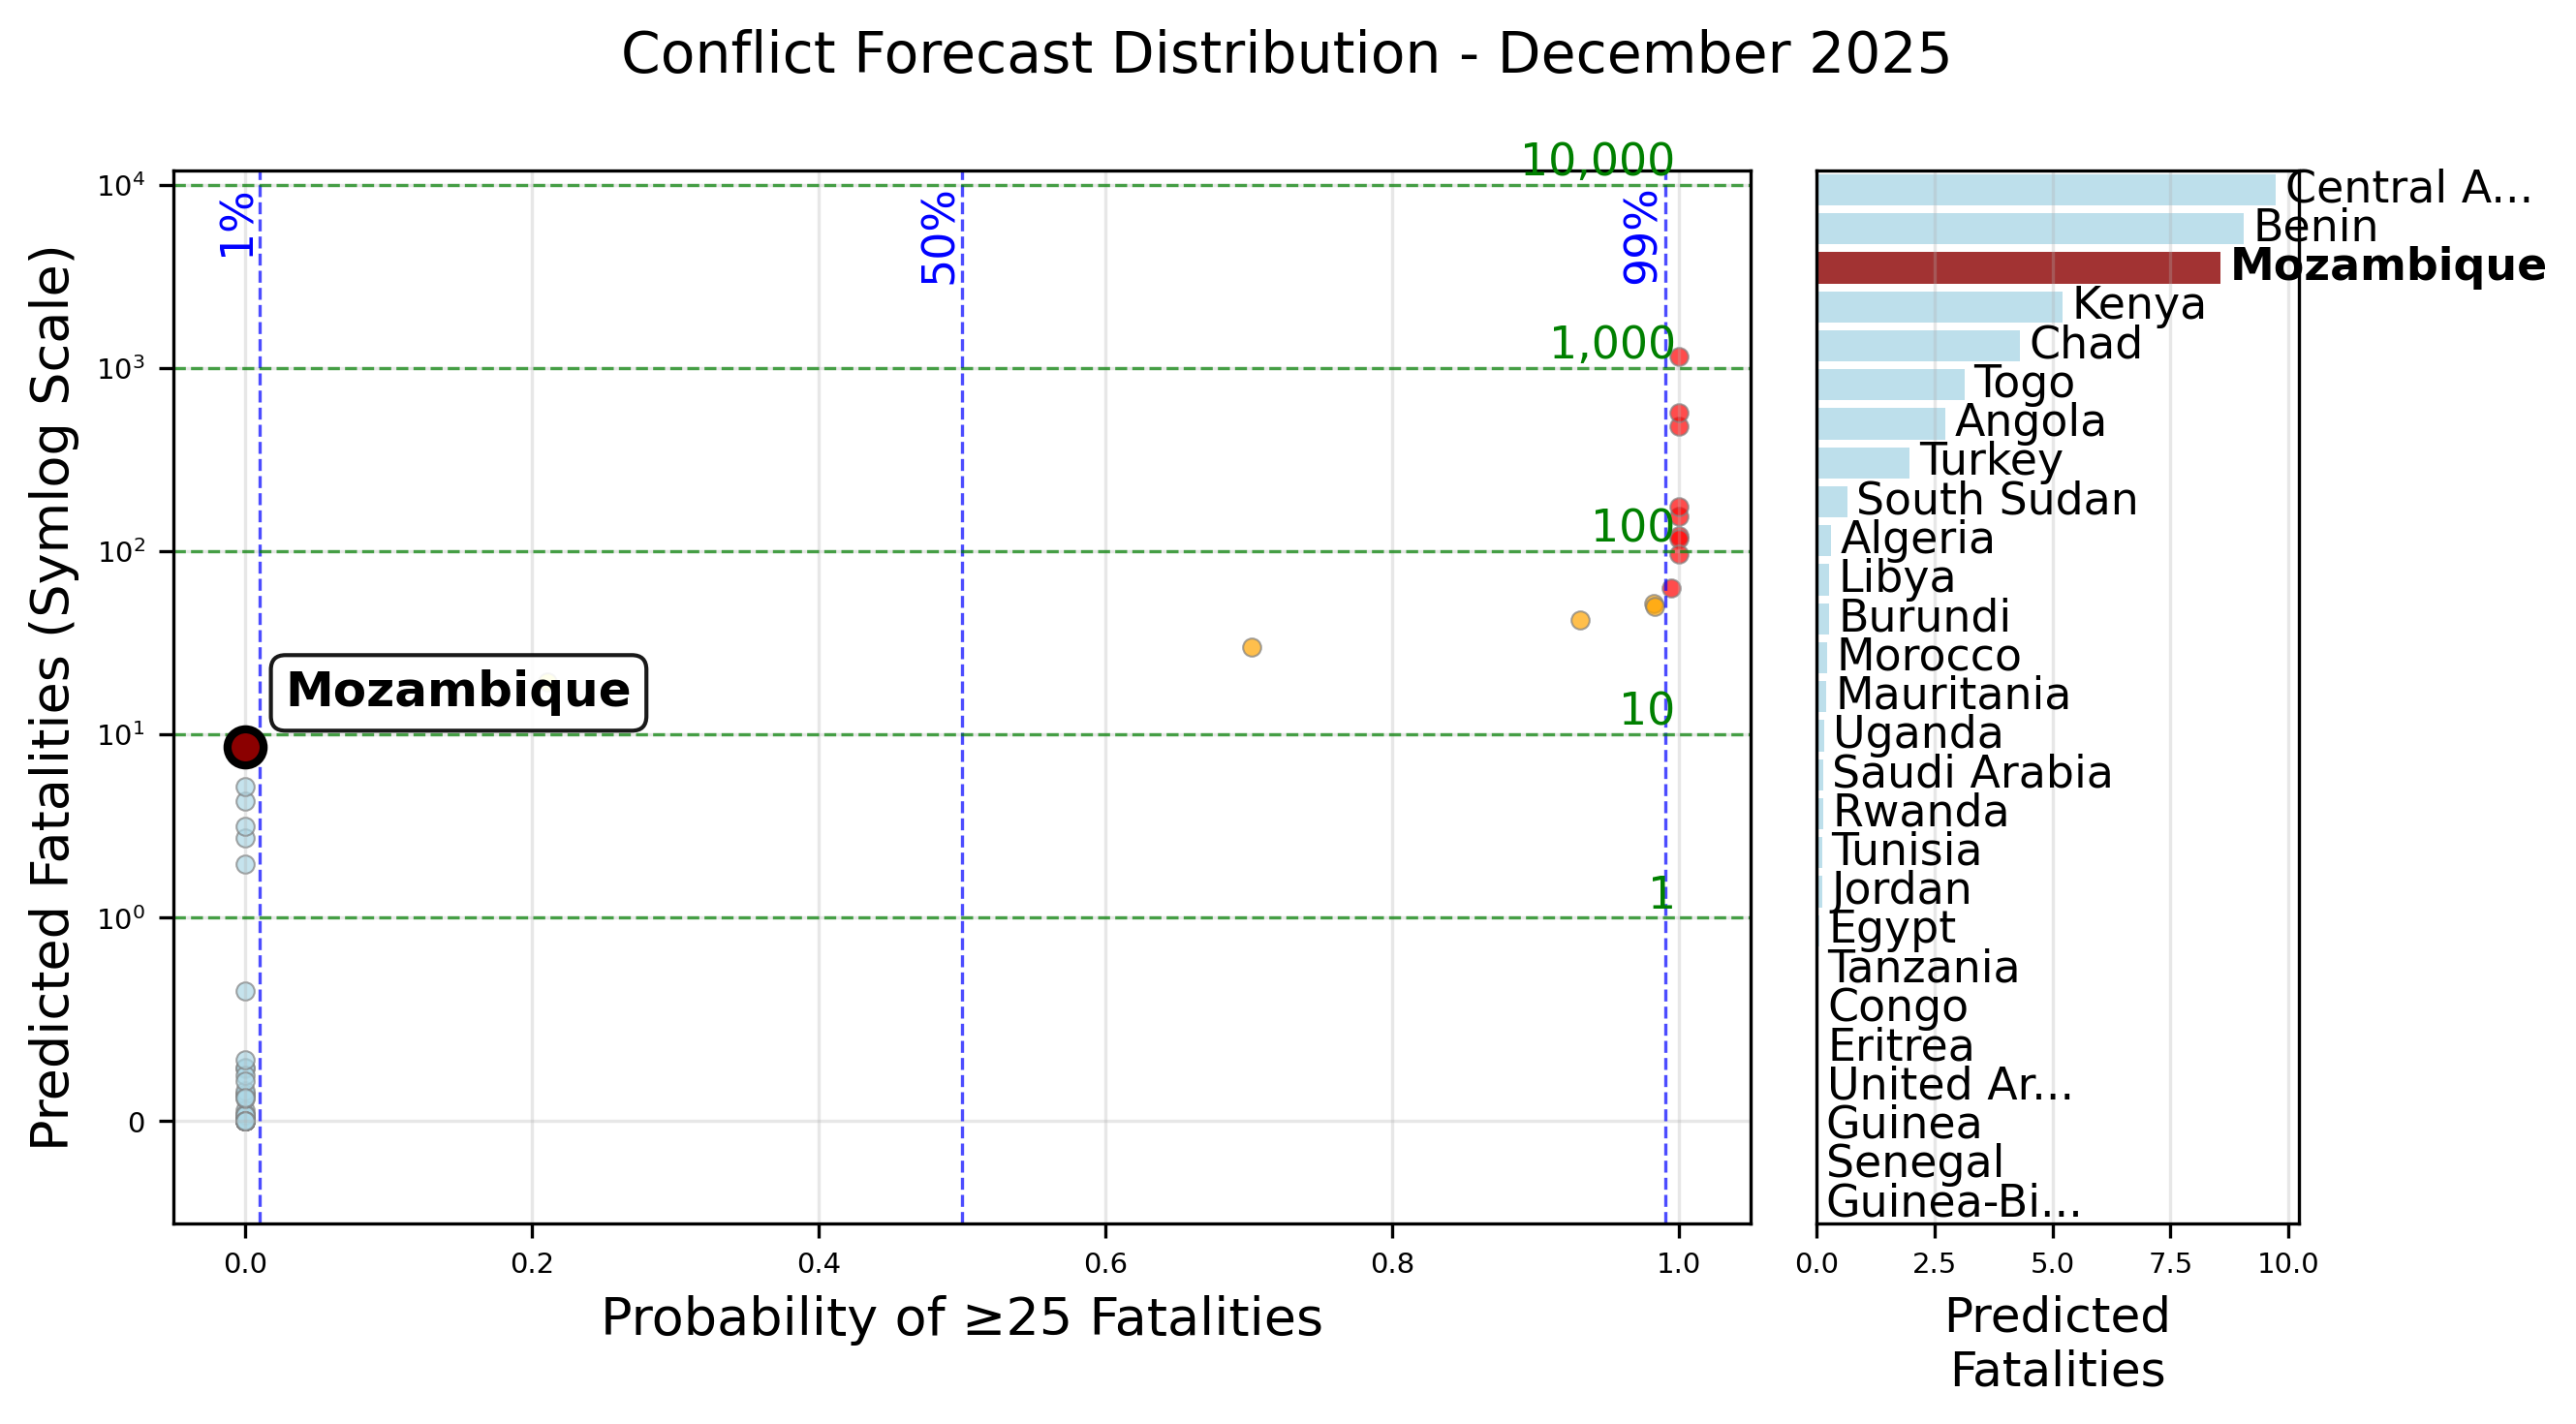 Conflict Forecast Distribution - December 2025
Predicted Fatalities (Symlog Scale)
10⁴
10³
10²
10¹
10⁰
0
1%
50%
99%
10,000
1,000
100
10
1
Mozambique
0.0
0.2
0.4
0.6
0.8
1.0
Probability of ≥25 Fatalities
Central A...
Benin
Mozambique
Kenya
Chad
Togo
Angola
Turkey
South Sudan
Algeria
Libya
Burundi
Morocco
Mauritania
Uganda
Saudi Arabia
Rwanda
Tunisia
Jordan
Egypt
Tanzania
Congo
Eritrea
United Ar...
Guinea
Senegal
Guinea-Bi...
0.0
2.5
5.0
7.5
10.0
Predicted
Fatalities